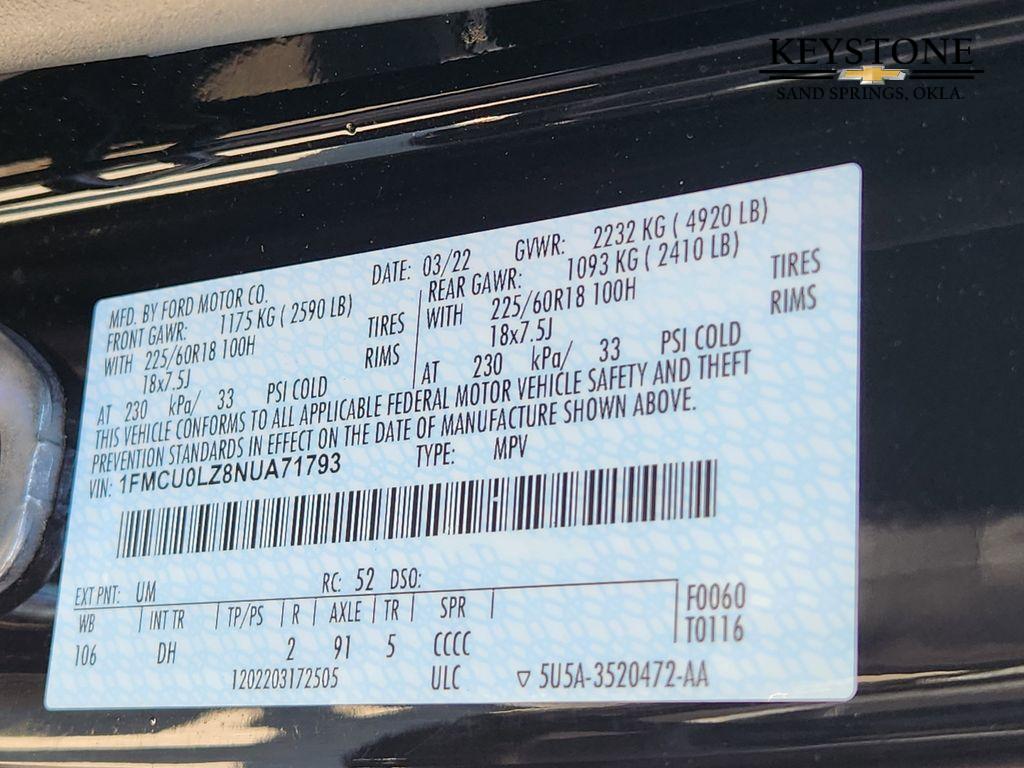 KEYSTONE
SAND SPRINGS, OKLA.
MFD. BY FORD MOTOR CO. DATE: 03/22 GVWR: 2232 KG ( 4920 LB)
FRONT GAWR: 1175 KG ( 2590 LB) REAR GAWR: 1093 KG ( 2410 LB)
WITH 225/60R18 100H TIRES WITH 225/60R18 100H TIRES
18x7.5J RIMS 18x7.5J RIMS
AT 230 kPa/ 33 PSI COLD AT 230 kPa/ 33 PSI COLD
THIS VEHICLE CONFORMS TO ALL APPLICABLE FEDERAL MOTOR VEHICLE SAFETY AND THEFT
PREVENTION STANDARDS IN EFFECT ON THE DATE OF MANUFACTURE SHOWN ABOVE.
VIN: 1FMCU0LZ8NUA71793 TYPE: MPV
EXT PNT: UM RC: 52 DSO:
WB INT TR TP/PS R AXLE TR SPR F0060
106 DH 2 91 5 CCCC T0116
1202203172505 ULC ▽ 5U5A-3520472-AA